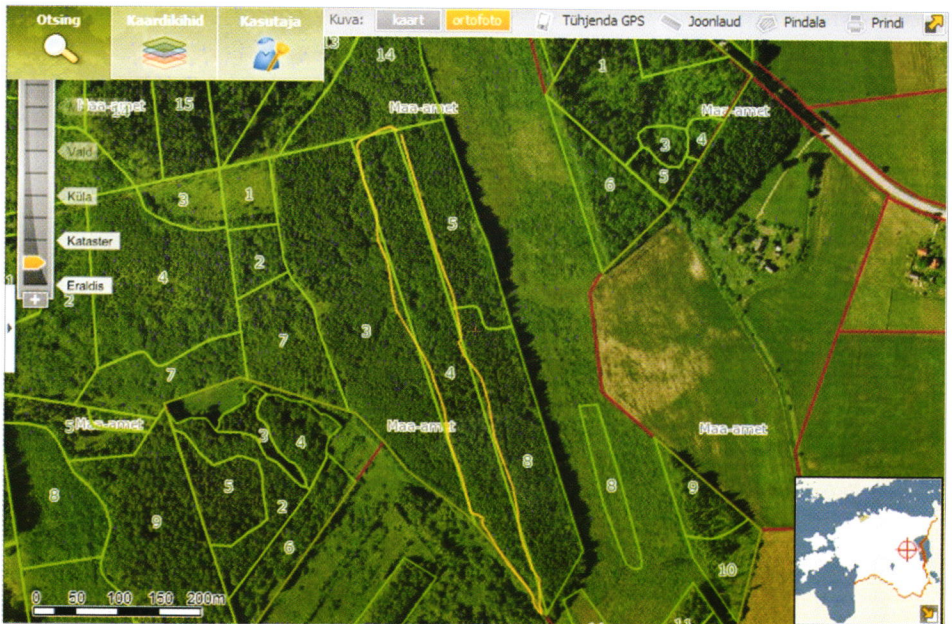 Otsing
Kaardikihid
Kasutaja
Kuva:
kaart
ortofoto
Tühjenda GPS
Joonlaud
Pindala
Prindi
13
14
1
Maa-amet
15
Maa-amet
Maa-amet
3
4
Vald
5
6
Küla
3
1
5
Kataster
4
2
Eraldis
2
3
7
4
7
5
Maa-amet
Maa-amet
Maa-amet
3
4
8
8
9
8
5
9
2
6
10
0 50 100 150 200m
11